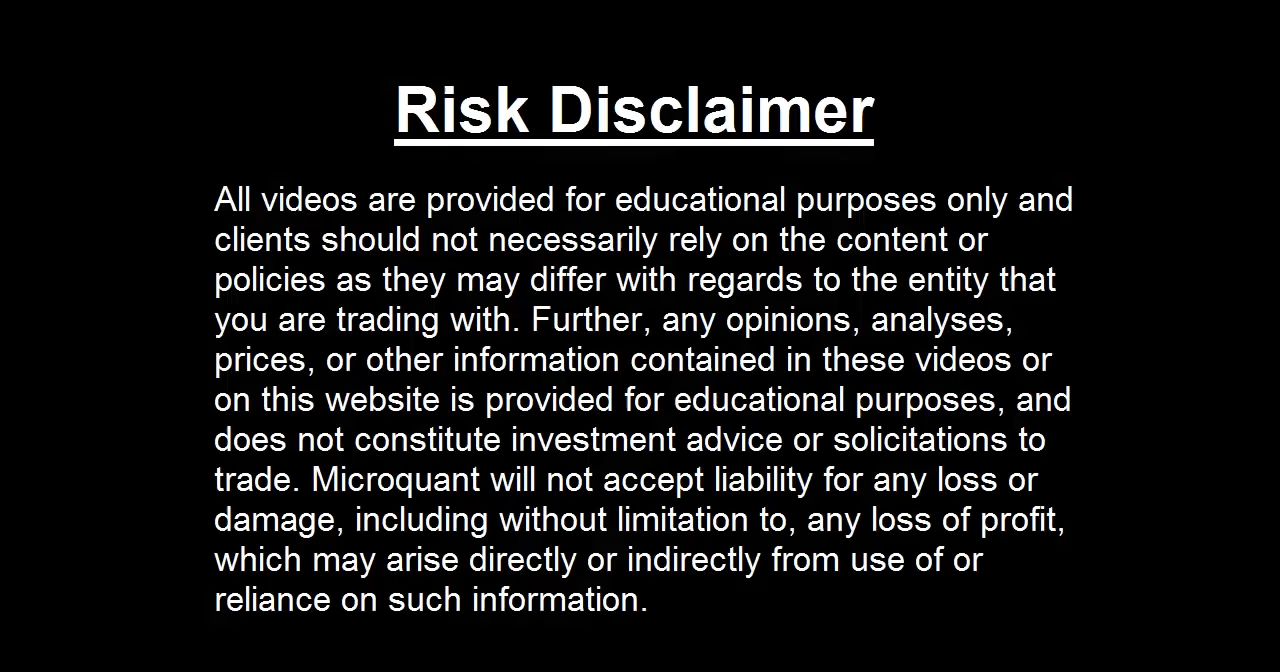 Risk Disclaimer
All videos are provided for educational purposes only and
clients should not necessarily rely on the content or
policies as they may differ with regards to the entity that
you are trading with. Further, any opinions, analyses,
prices, or other information contained in these videos or
on this website is provided for educational purposes, and
does not constitute investment advice or solicitations to
trade. Microquant will not accept liability for any loss or
damage, including without limitation to, any loss of profit,
which may arise directly or indirectly from use of or
reliance on such information.